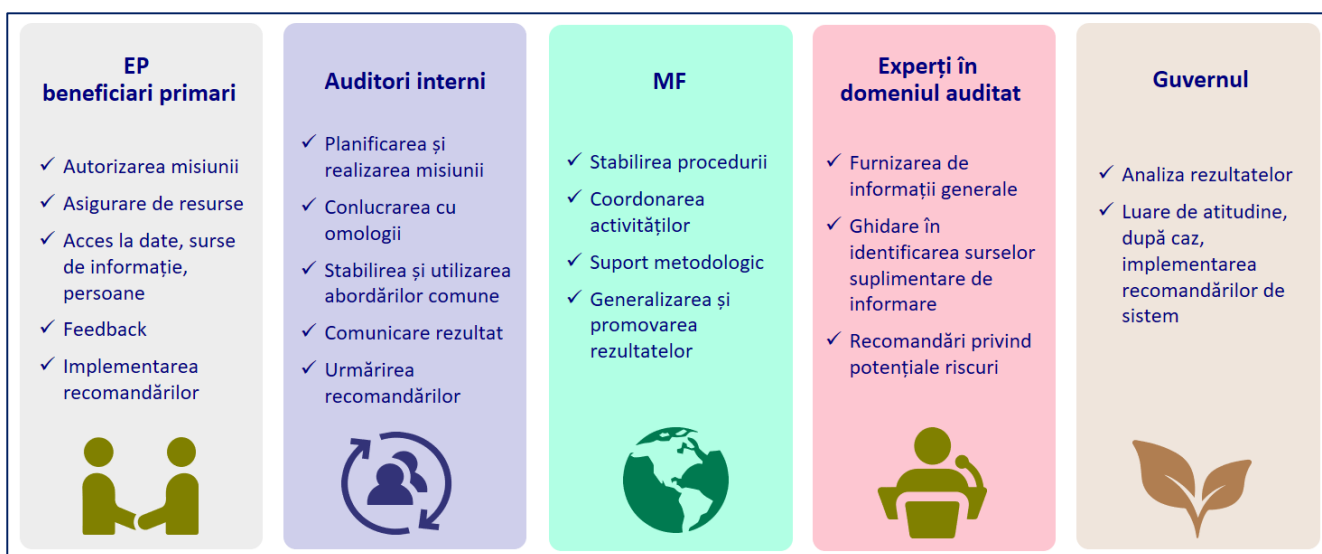 EP
beneficiari primari
✓ Autorizarea misiunii
✓ Asigurare de resurse
✓ Acces la date, surse
de informație,
persoane
✓ Feedback
✓ Implementarea
recomandărilor
Auditori interni
✓ Planificarea și
realizarea misiunii
✓ Conlucrarea cu
omologii
✓ Stabilirea și utilizarea
abordărilor comune
✓ Comunicare rezultat
✓ Urmărirea
recomandărilor
MF
✓ Stabilirea procedurii
✓ Coordonarea
activităților
✓ Suport metodologic
✓ Generalizarea și
promovarea
rezultatelor
Experți în
domeniul auditat
✓ Furnizarea de
informații generale
✓ Ghidare în
identificarea surselor
suplimentare de
informare
✓ Recomandări privind
potențiale riscuri
Guvernul
✓ Analiza rezultatelor
✓ Luare de atitudine,
după caz,
implementarea
recomandărilor de
sistem